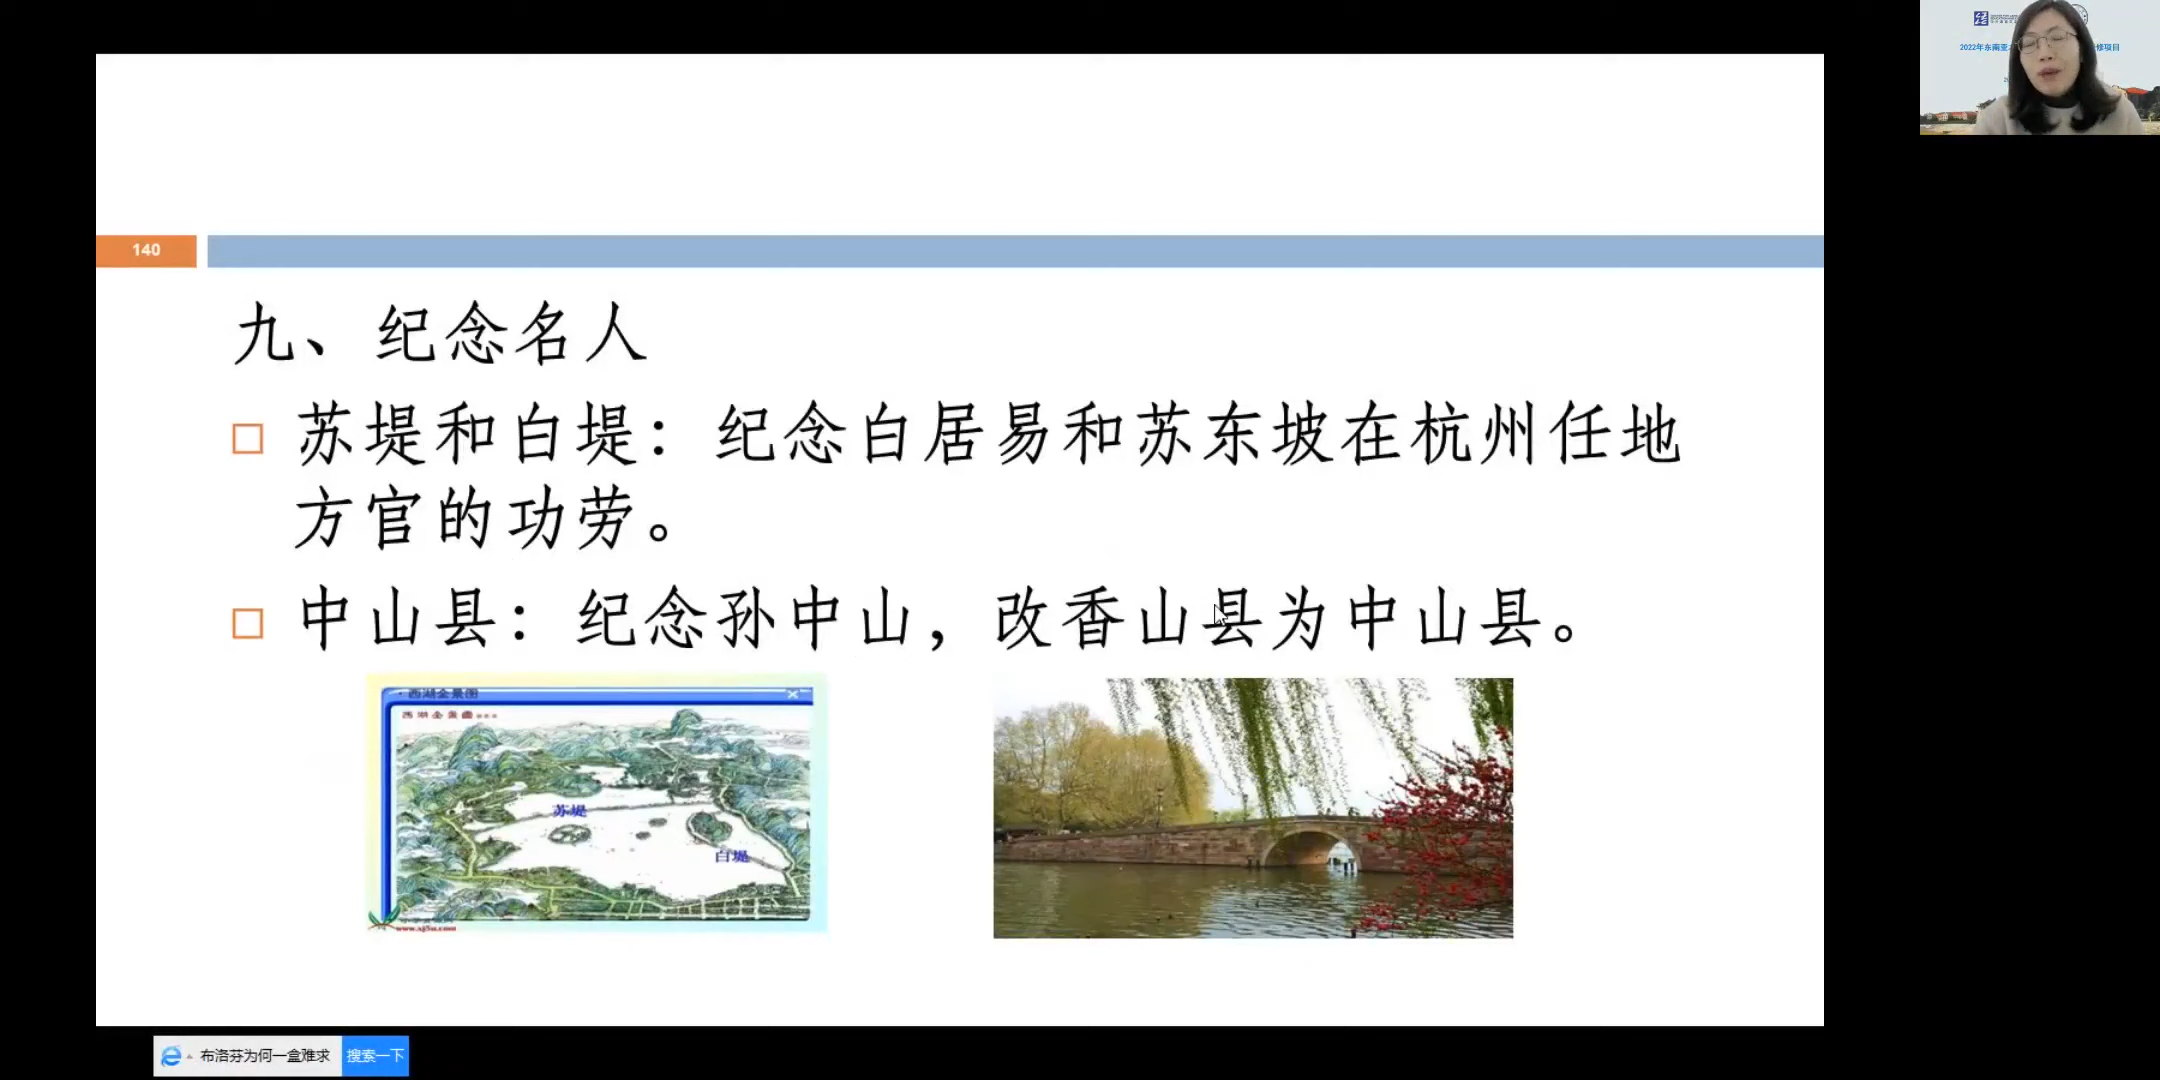 2022年东南亚
修项目
140
九、纪念名人
苏堤和白堤：纪念白居易和苏东坡在杭州任地
方官的功劳。
中山县：纪念孙中山，改香山县为中山县。
西湖全景图
西湖全景图
苏堤
白堤
布洛芬为何一盒难求
搜索一下